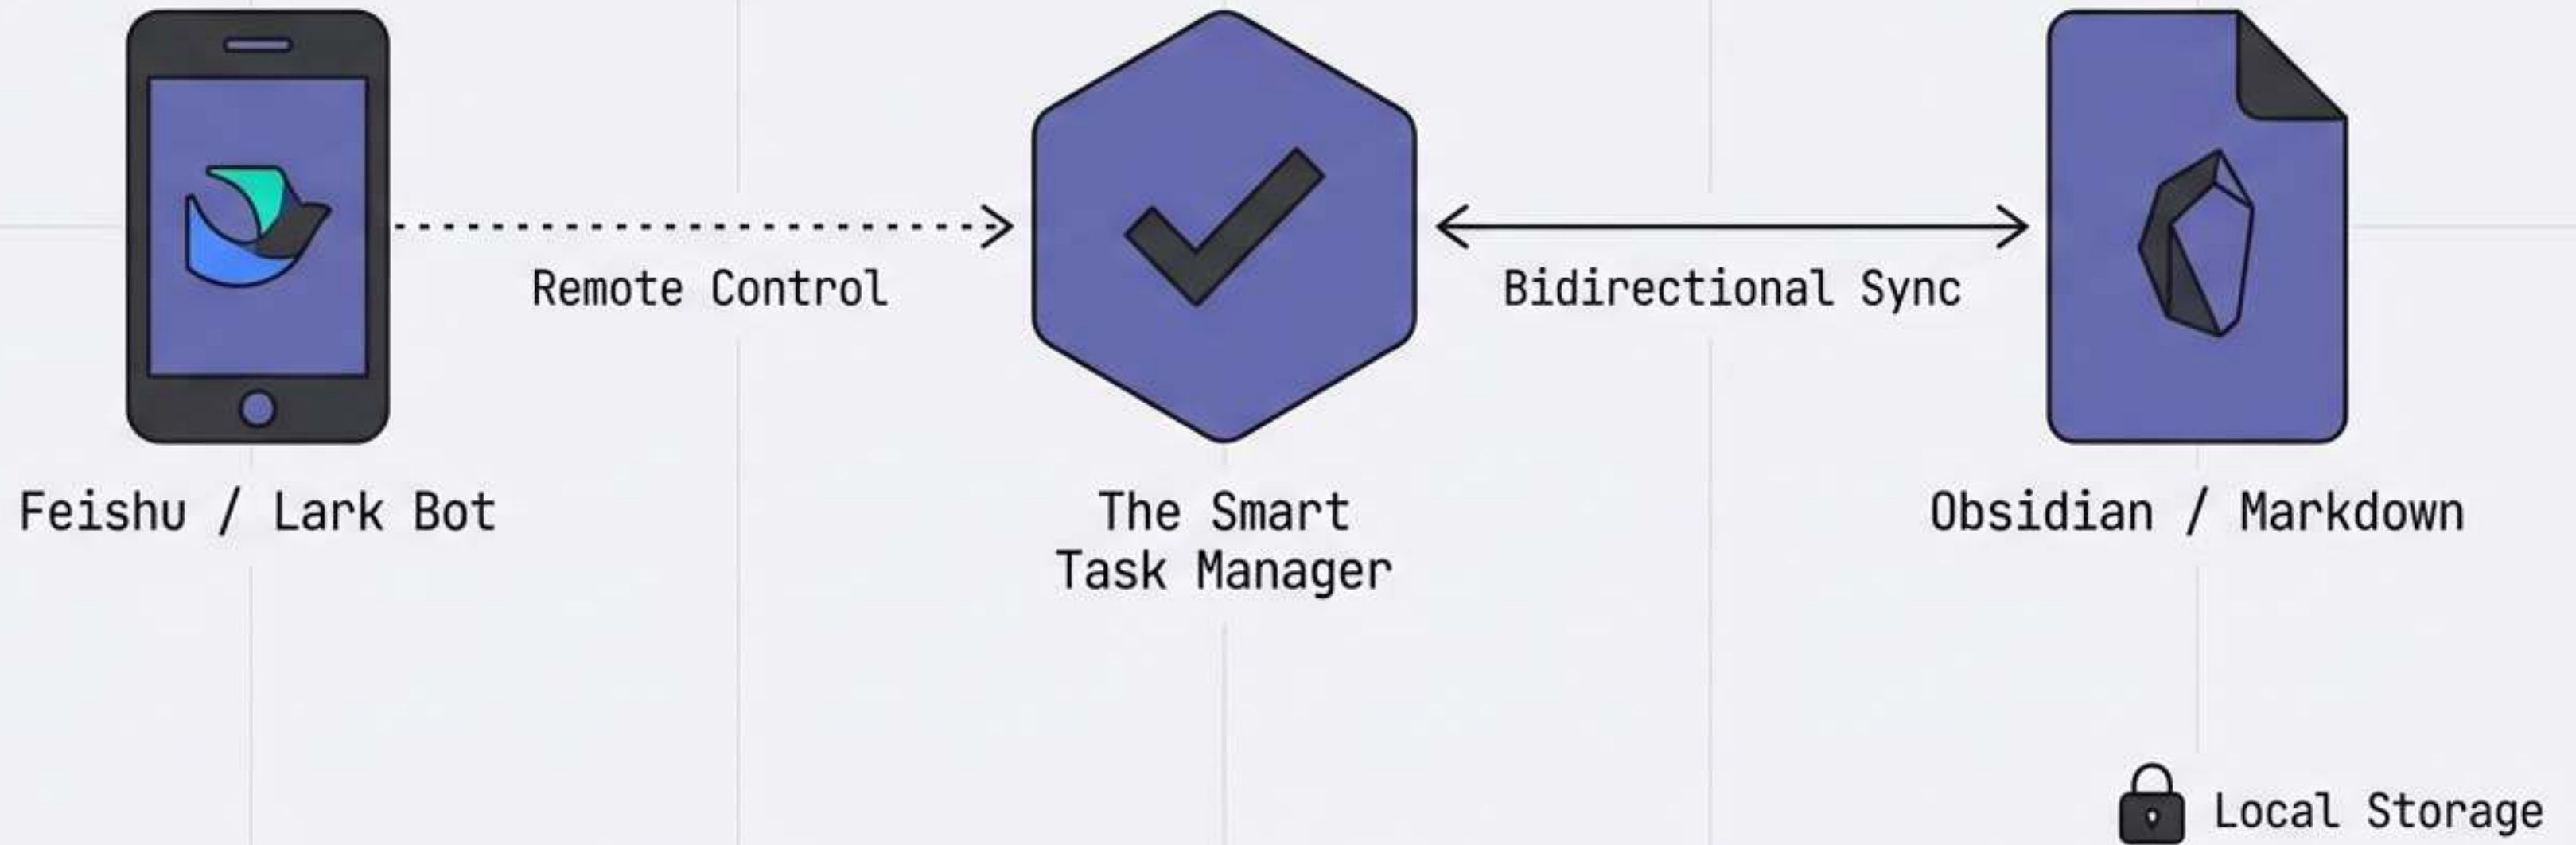 Remote Control
Bidirectional Sync
Feishu / Lark Bot
The Smart
Task Manager
Obsidian / Markdown
Local Storage